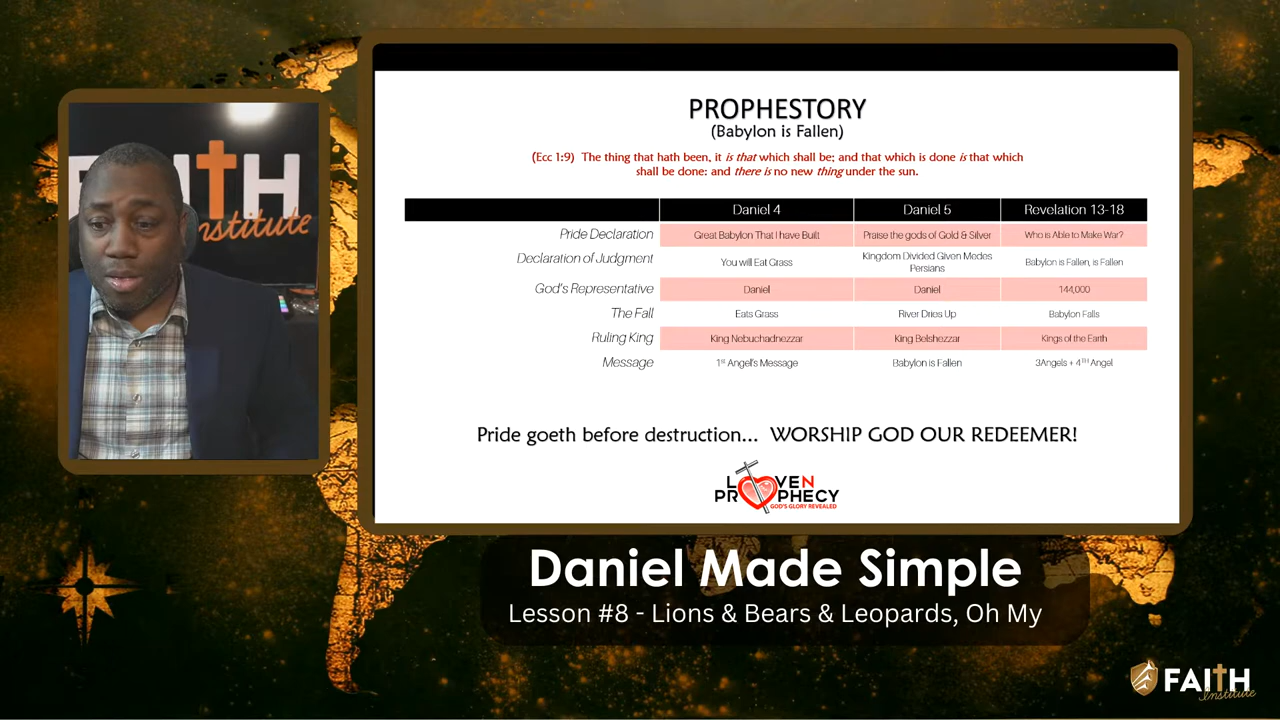 FAITH
Institute
PROPHESTORY
(Babylon is Fallen)
(Ecc 1:9) The thing that hath been, it is that which shall be; and that which is done is that which
shall be done: and there is no new thing under the sun.
Daniel 4 Daniel 5 Revelation 13-18
Pride Declaration Great Babylon That I have Built Praise the gods of Gold & Silver Who is Able to Make War?
Declaration of Judgment You will Eat Grass Kingdom Divided Given Medes Persians Babylon is Fallen, is Fallen
God's Representative Daniel Daniel 144,000
The Fall Eats Grass River Dries Up Babylon Falls
Ruling King King Nebuchadnezzar King Belshezzar Kings of the Earth
Message 1st Angel's Message Babylon is Fallen 3Angels + 4TH Angel
Pride goeth before destruction... WORSHIP GOD OUR REDEEMER!
LOVEN
PROPHECY
GOD'S GLORY REVEALED
Daniel Made Simple
Lesson #8 - Lions & Bears & Leopards, Oh My
FAITH
Institute